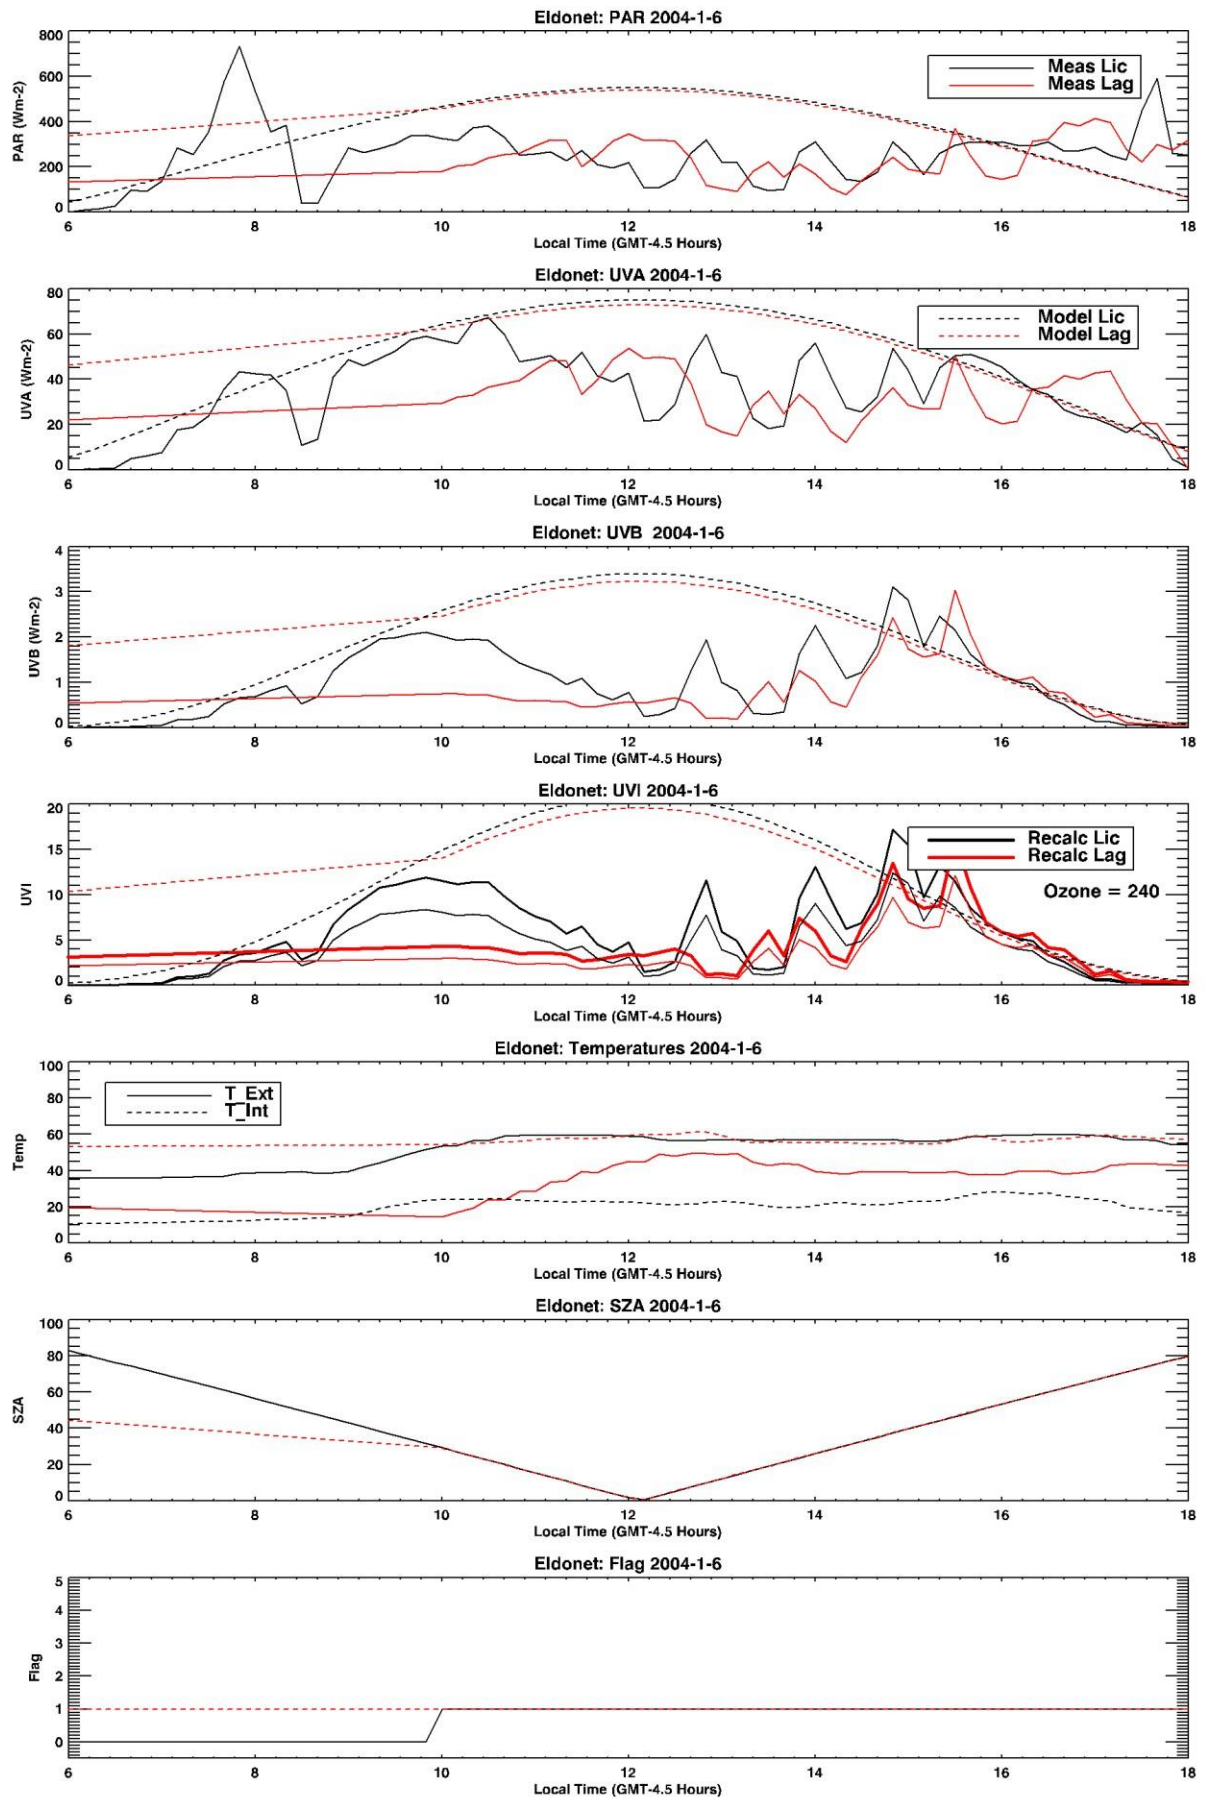 Eldonet: PAR 2004-1-6
800
600
400
200
0
PAR (Wm-2)
Meas Lic
Meas Lag
6 8 10 12 14 16 18
Local Time (GMT-4.5 Hours)
Eldonet: UVA 2004-1-6
80
60
40
20
0
UVA (Wm-2)
Model Lic
Model Lag
6 8 10 12 14 16 18
Local Time (GMT-4.5 Hours)
Eldonet: UVB 2004-1-6
4
3
2
1
0
UVB (Wm-2)
6 8 10 12 14 16 18
Local Time (GMT-4.5 Hours)
Eldonet: UVI 2004-1-6
20
15
10
5
0
UVI
Recalc Lic
Recalc Lag
Ozone = 240
6 8 10 12 14 16 18
Local Time (GMT-4.5 Hours)
Eldonet: Temperatures 2004-1-6
100
80
60
40
20
0
Temp
T_Ext
T_Int
6 8 10 12 14 16 18
Local Time (GMT-4.5 Hours)
Eldonet: SZA 2004-1-6
100
80
60
40
20
0
SZA
6 8 10 12 14 16 18
Local Time (GMT-4.5 Hours)
Eldonet: Flag 2004-1-6
5
4
3
2
1
0
Flag
6 8 10 12 14 16 18
Local Time (GMT-4.5 Hours)